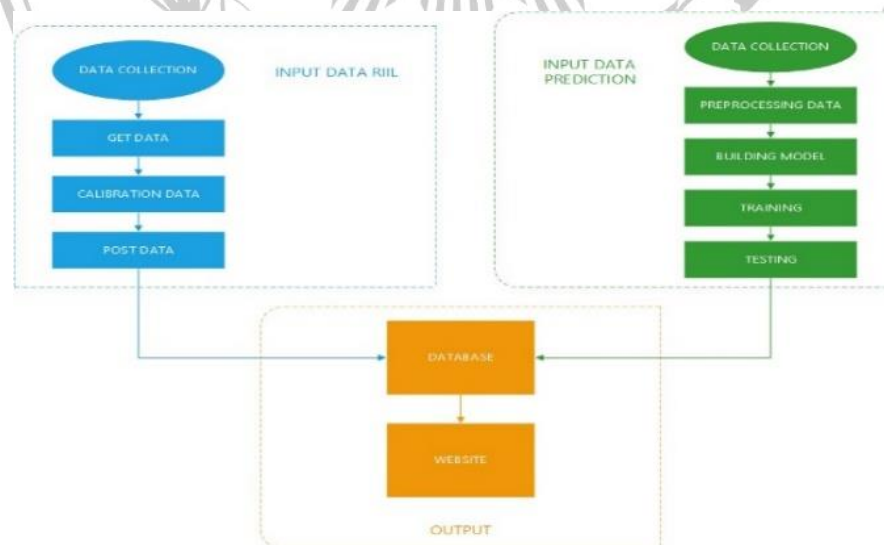 DATA COLLECTION
INPUT DATA RIIL
GET DATA
CALIBRATION DATA
POST DATA
DATA COLLECTION
INPUT DATA
PREDICTION
PREPROCESSING DATA
BUILDING MODEL
TRAINING
TESTING
DATABASE
WEBSITE
OUTPUT